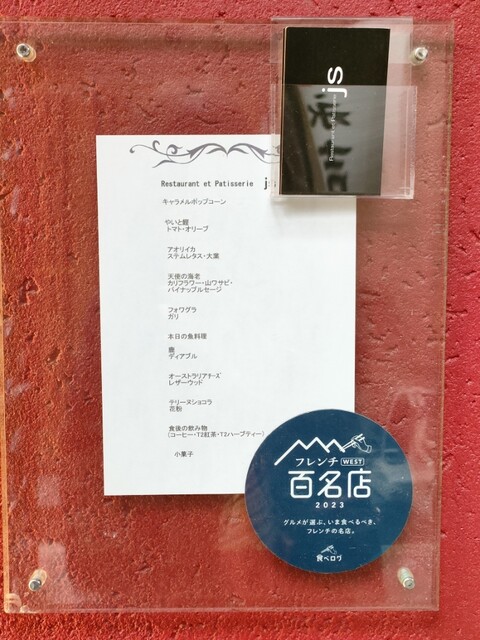 js
Restaurant et Patisserie
Restaurant et Patisserie js
キャラメルポップコーン
やいと鰹
トマト・オリーブ
アオリイカ
ステムレタス・大葉
天使の海老
カリフラワー・山ワサビ・
パイナップルセージ
フォワグラ
ガリ
本日の魚料理
鹿
ディアブル
オーストラリアチーズ
レザーウッド
テリーヌショコラ
花粉
食後の飲み物
(コーヒー・T2紅茶・T2ハーブティー)
小菓子
フレンチ WEST
百名店
2023
グルメが選ぶ、いま食べるべき、
フレンチの名店。
食べログ